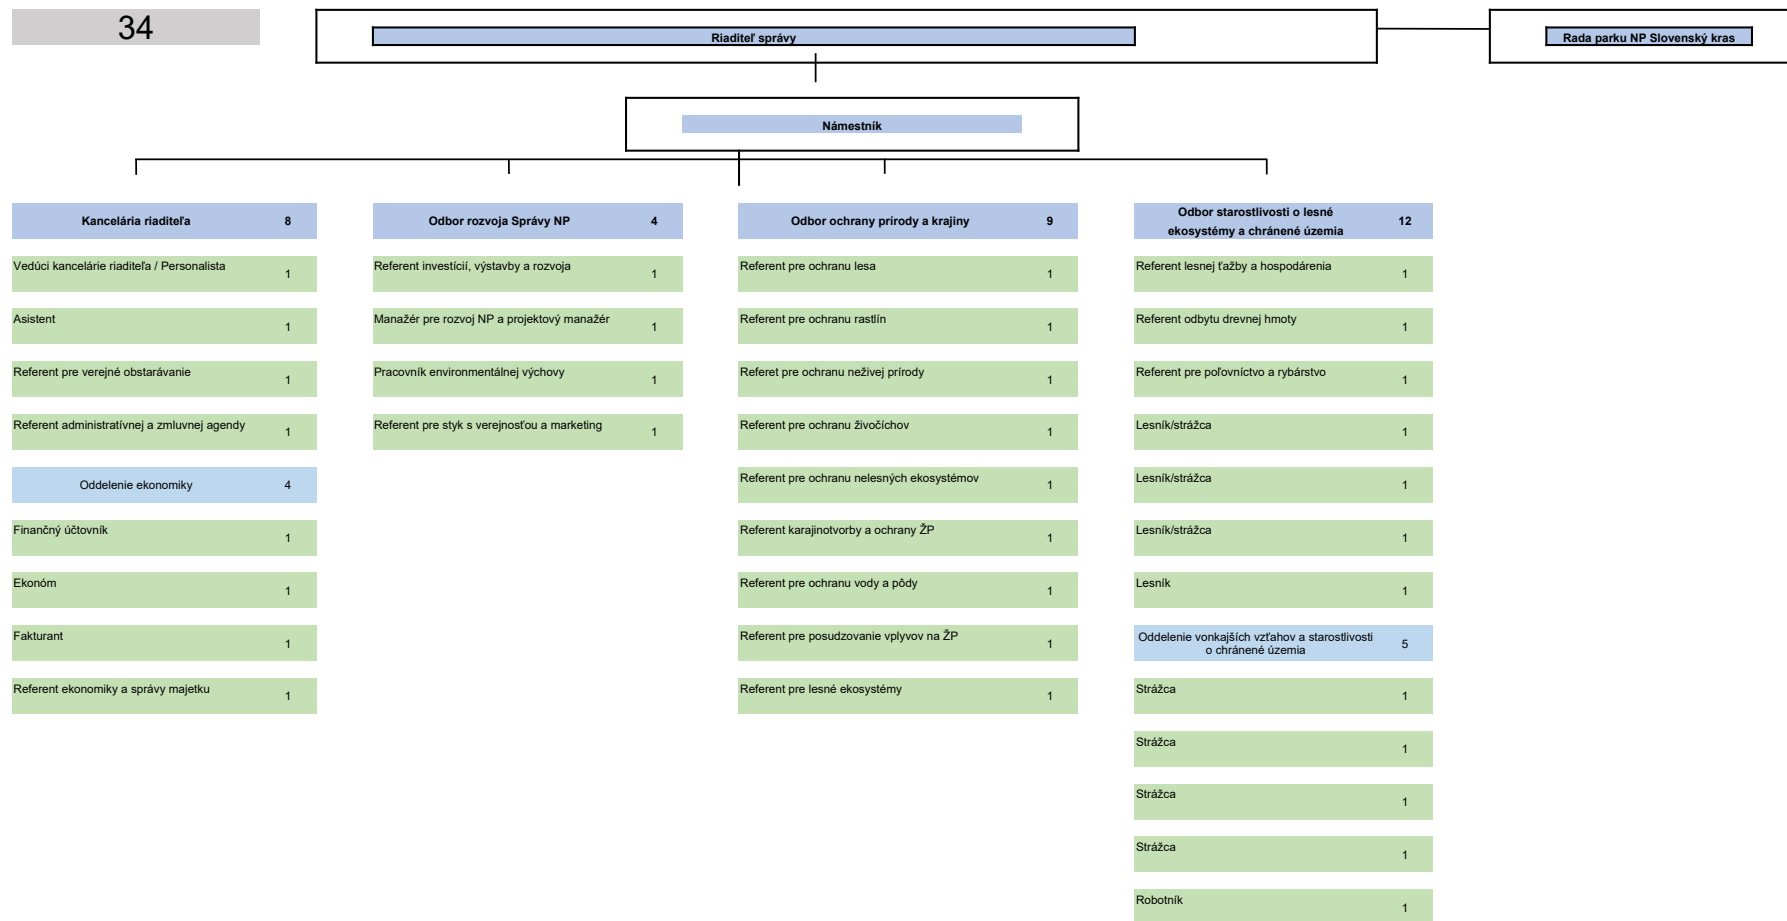 34
Riaditeľ správy
Rada parku NP Slovenský kras
Námestník
Kancelária riaditeľa 8
Vedúci kancelárie riaditeľa / Personalista 1
Asistent 1
Referent pre verejné obstarávanie 1
Referent administratívnej a zmluvnej agendy 1
Oddelenie ekonomiky 4
Finančný účtovník 1
Ekonóm 1
Fakturant 1
Referent ekonomiky a správy majetku 1
Odbor rozvoja Správy NP 4
Referent investícií, výstavby a rozvoja 1
Manažér pre rozvoj NP a projektový manažér 1
Pracovník environmentálnej výchovy 1
Referent pre styk s verejnosťou a marketing 1
Odbor ochrany prírody a krajiny 9
Referent pre ochranu lesa 1
Referent pre ochranu rastlín 1
Referet pre ochranu neživej prírody 1
Referent pre ochranu živočíchov 1
Referent pre ochranu nelesných ekosystémov 1
Referent karajinotvorby a ochrany ŽP 1
Referent pre ochranu vody a pôdy 1
Referent pre posudzovanie vplyvov na ŽP 1
Referent pre lesné ekosystémy 1
Odbor starostlivosti o lesné
ekosystémy a chránené územia 12
Referent lesnej ťažby a hospodárenia 1
Referent odbytu drevnej hmoty 1
Referent pre poľovníctvo a rybárstvo 1
Lesník/strážca 1
Lesník/strážca 1
Lesník/strážca 1
Lesník 1
Oddelenie vonkajších vzťahov a starostlivosti
o chránené územia 5
Strážca 1
Strážca 1
Strážca 1
Strážca 1
Robotník 1